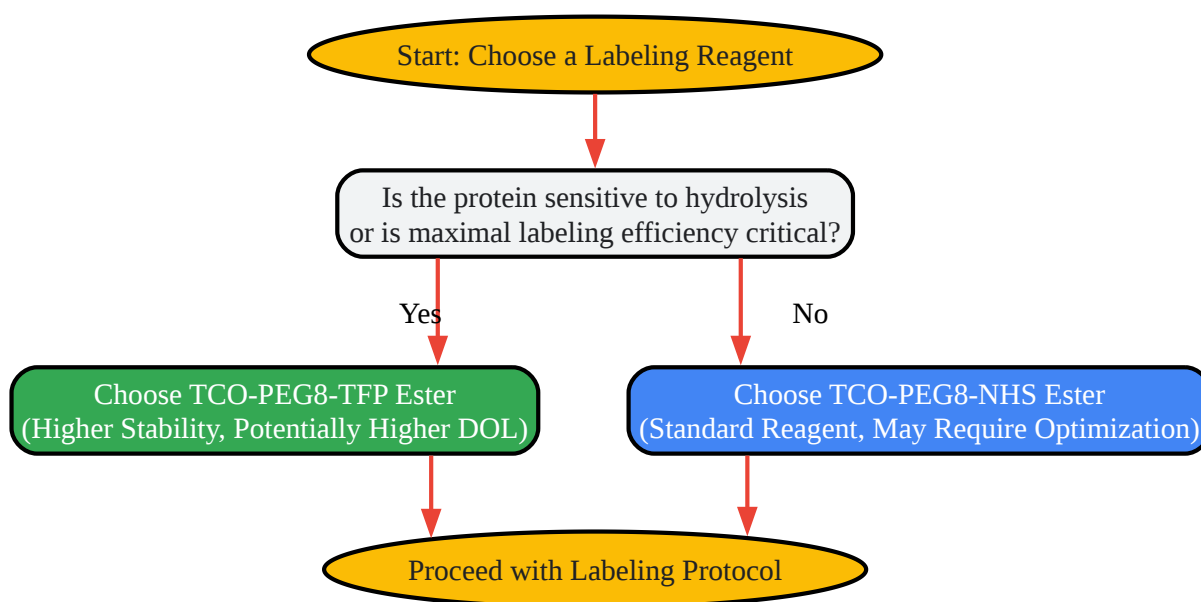 Start: Choose a Labeling Reagent
Is the protein sensitive to hydrolysis
or is maximal labeling efficiency critical?
Yes
No
Choose TCO-PEG8-TFP Ester
(Higher Stability, Potentially Higher DOL)
Choose TCO-PEG8-NHS Ester
(Standard Reagent, May Require Optimization)
Proceed with Labeling Protocol